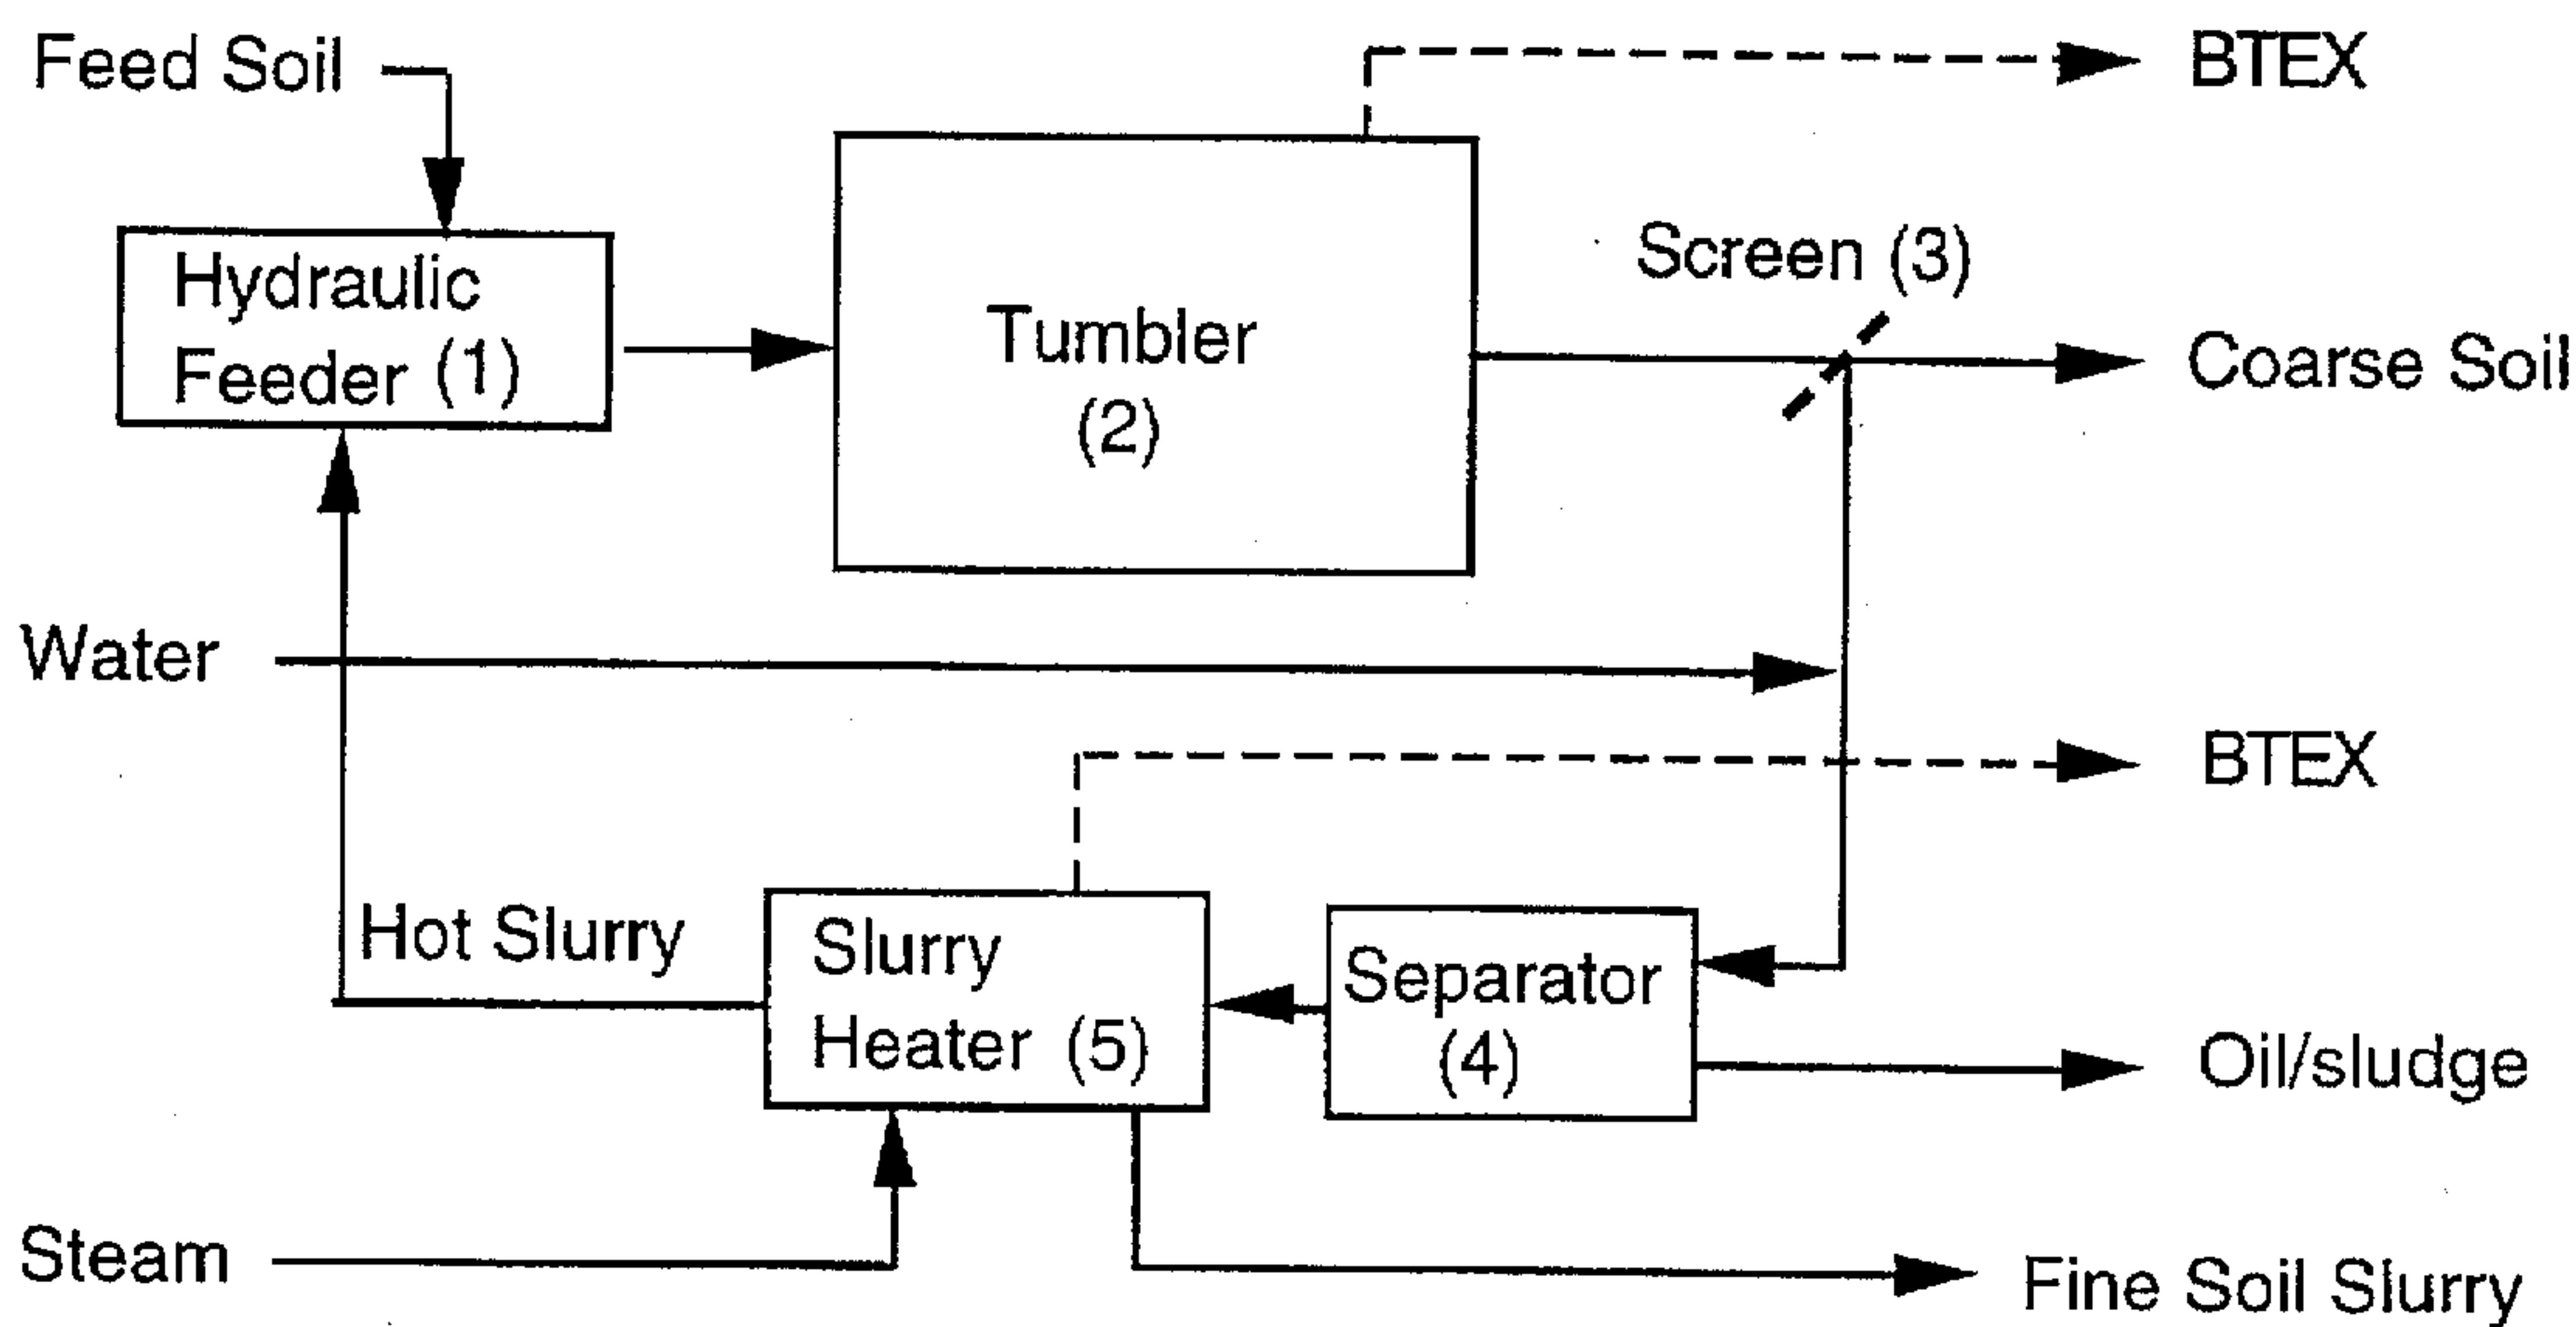 Feed Soil
BTEX
Hydraulic
Feeder (1)
Tumbler
(2)
Screen (3)
Coarse Soil
Water
BTEX
Hot Slurry
Slurry
Heater (5)
Separator
(4)
Oil/sludge
Steam
Fine Soil Slurry